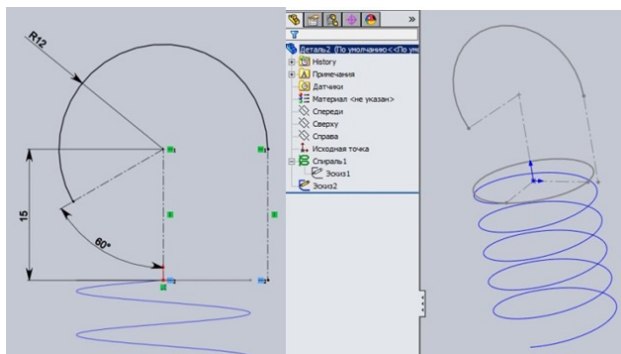 R12
15
60°
»
Деталь2 (По умолчанию<<По ум
History
Примечания
Датчики
Материал <не указан>
Спереди
Сверху
Справа
Исходная точка
Спираль1
Эскиз1
Эскиз2